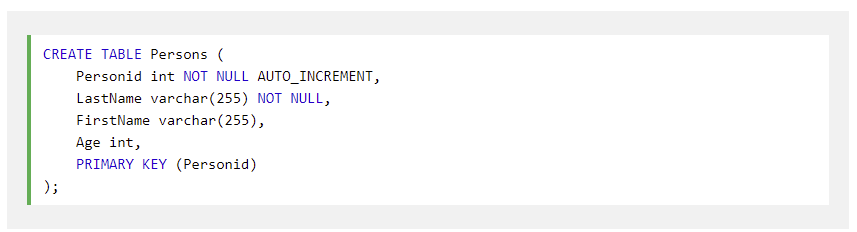 CREATE TABLE Persons (
    Personid int NOT NULL AUTO_INCREMENT,
    LastName varchar(255) NOT NULL,
    FirstName varchar(255),
    Age int,
    PRIMARY KEY (Personid)
);